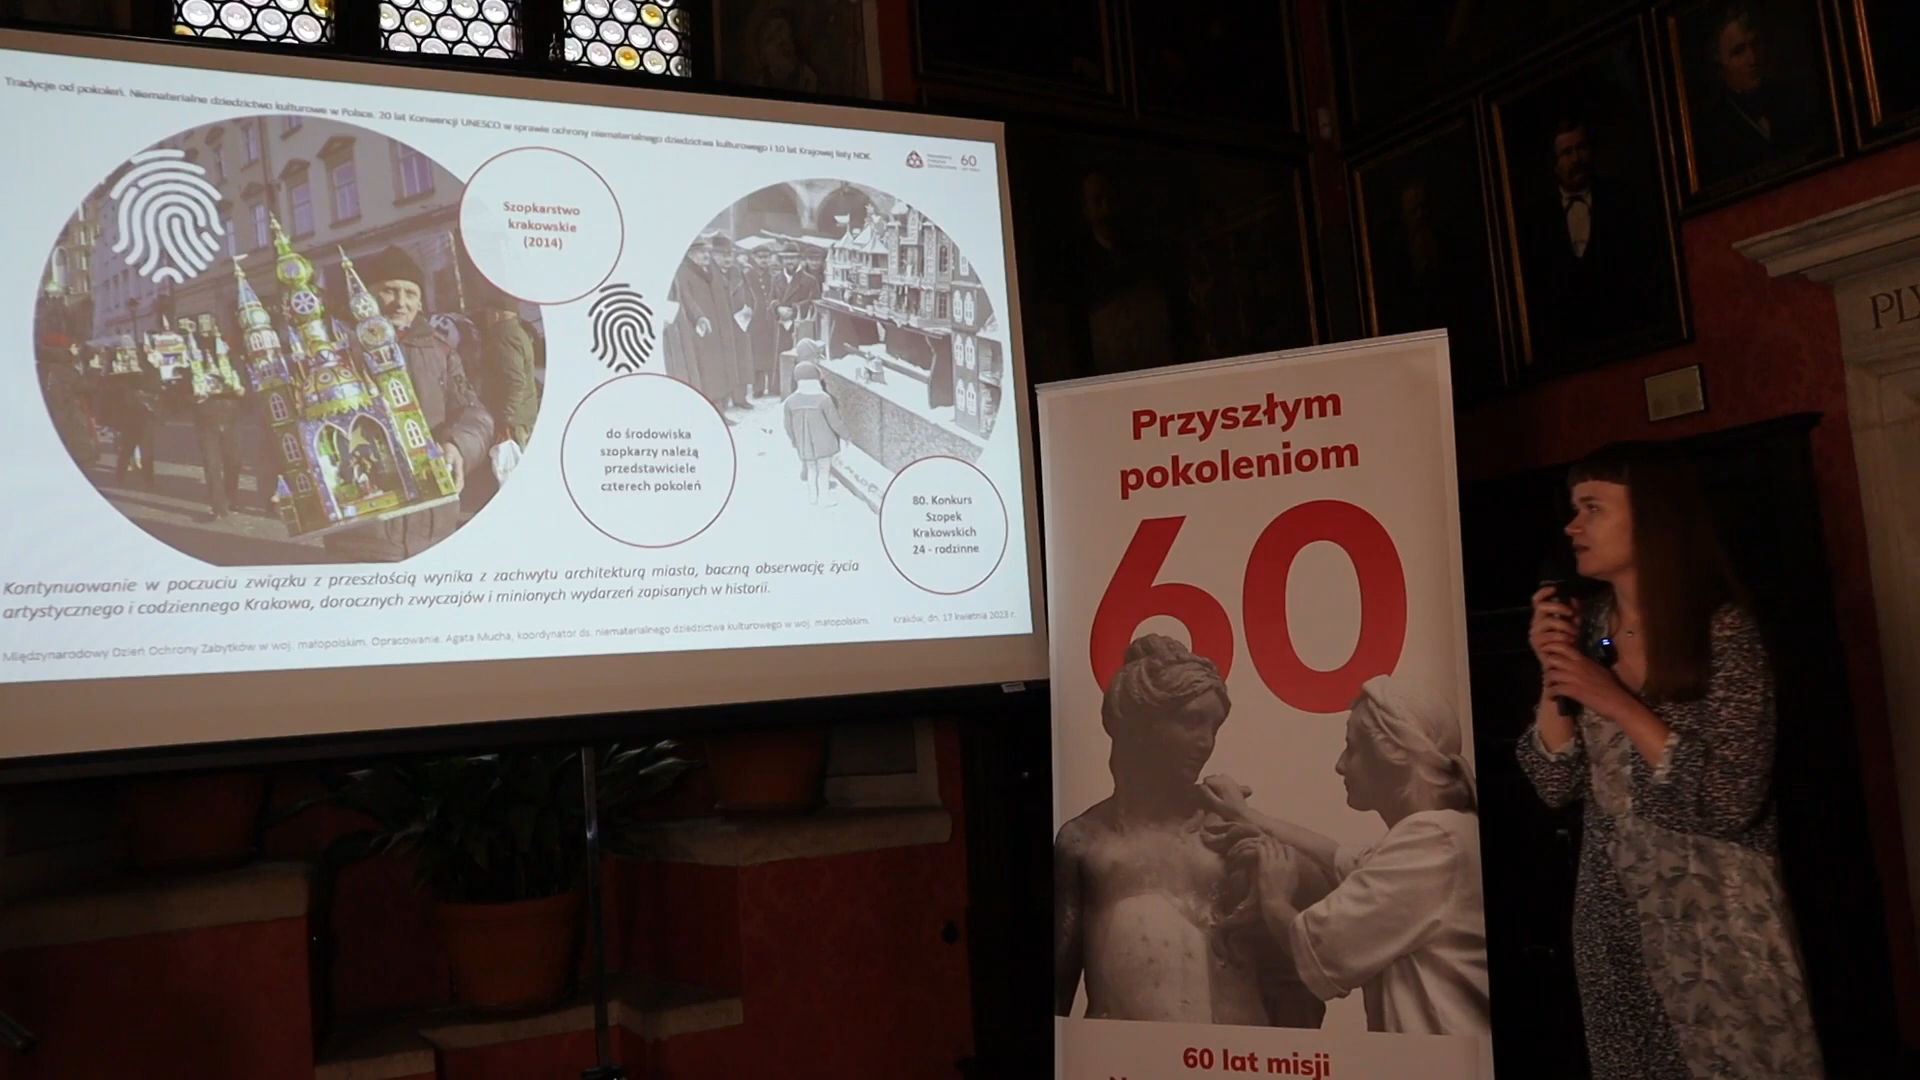 Tradycje od pokoleń. Niematerialne dziedzictwo kulturowe w Polsce. 20 lat Konwencji UNESCO w sprawie ochrony niematerialnego dziedzictwa kulturowego i 10 lat Krajowej listy NDK.
60
Szopkarstwo
krakowskie
(2014)
do środowiska
szopkarzy należą
przedstawiciele
czterech pokoleń
80. Konkurs
Szopek
Krakowskich
24 - rodzinne
Kontynuowanie w poczuciu związku z przeszłością wynika z zachwytu architekturą miasta, baczną obserwację życia
artystycznego i codziennego Krakowa, dorocznych zwyczajów i minionych wydarzeń zapisanych w historii.
Kraków, dn. 17 kwietnia 2023 r.
Międzynarodowy Dzień Ochrony Zabytków w woj. małopolskim. Opracowanie: Agata Mucha, koordynator ds. niematerialnego dziedzictwa kulturowego w woj. małopolskim.
Przyszłym
pokoleniom
60
60 lat misji
PL